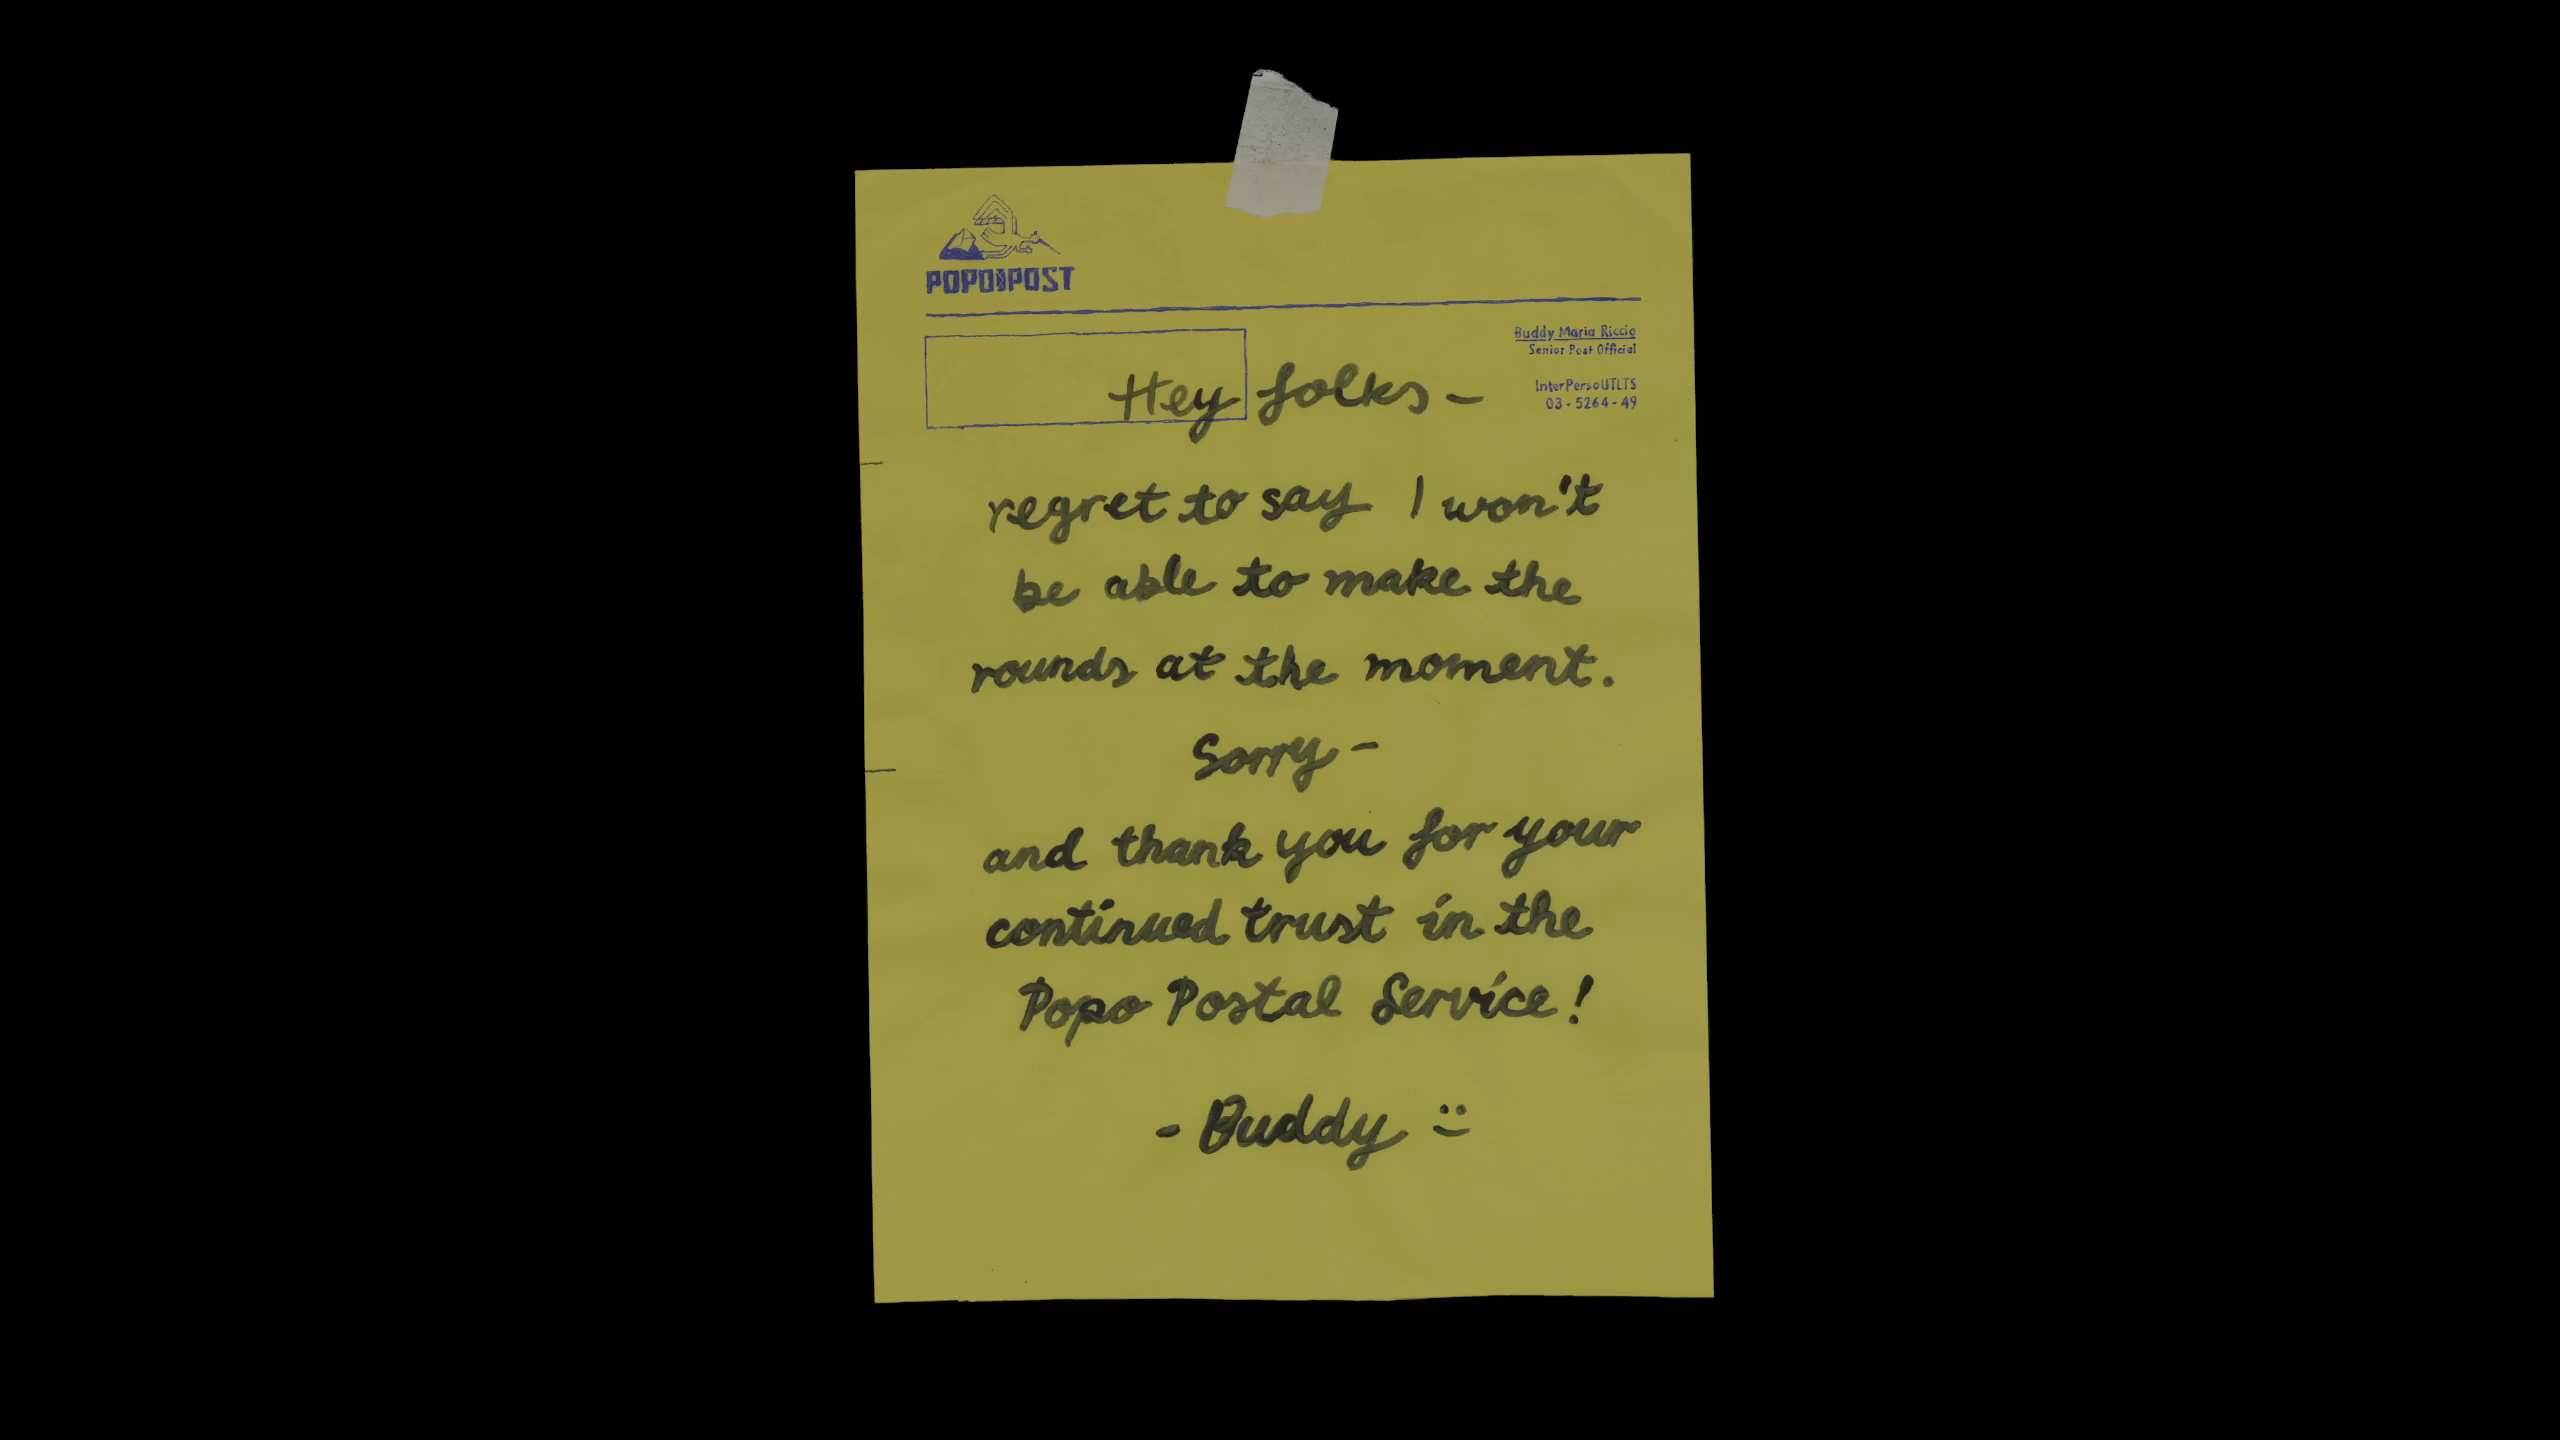 POPO POST
Buddy Maria Riccio
Senior Post Official
InterPersoUTLTS
03-5264-49
Hey folks –
regret to say I won't
be able to make the
rounds at the moment.
Sorry –
and thank you for your
continued trust in the
Popo Postal Service!
- Buddy :)